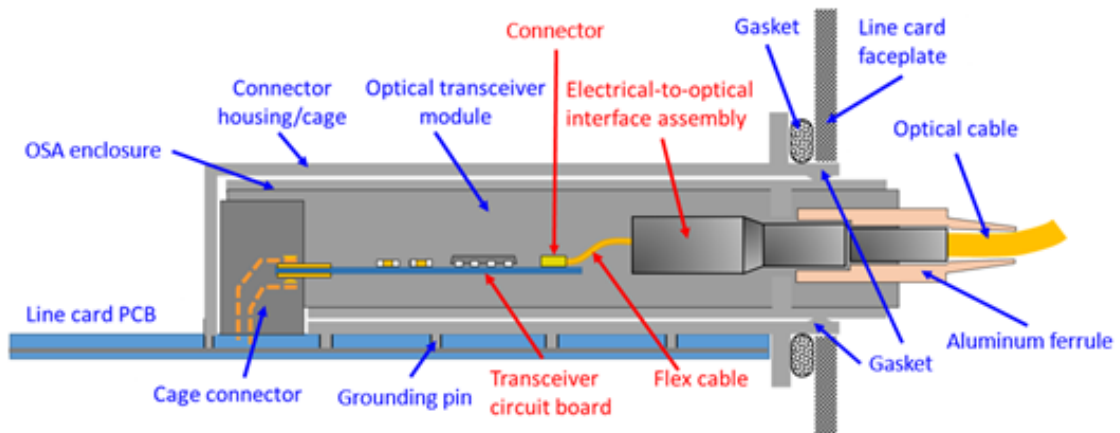 Connector
Gasket
Line card
faceplate
Connector
housing/cage
Optical transceiver
module
Electrical-to-optical
interface assembly
Optical cable
OSA enclosure
Line card PCB
Cage connector
Grounding pin
Transceiver
circuit board
Flex cable
Gasket
Aluminum ferrule